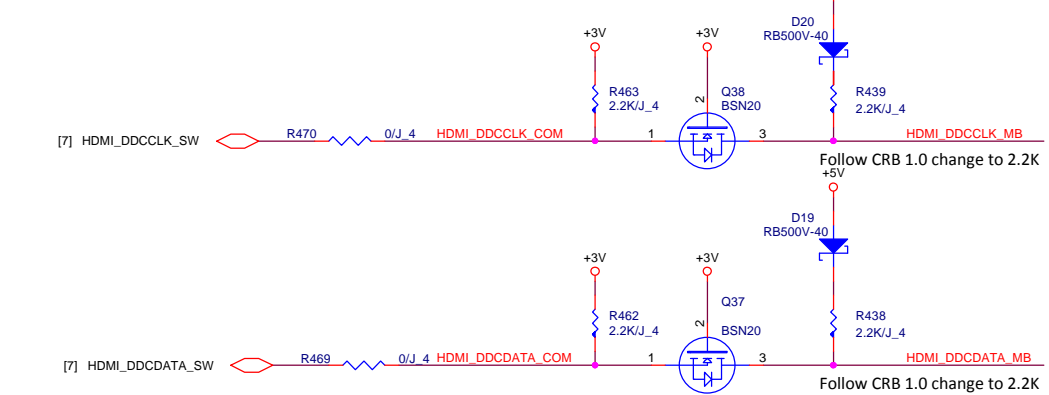 D20
RB500V-40
+3V
+3V
R463
2.2K/J_4
2
Q38
BSN20
R439
2.2K/J_4
[7] HDMI_DDCCLK_SW
R470
0/J_4
HDMI_DDCCLK_COM
1
3
HDMI_DDCCLK_MB
Follow CRB 1.0 change to 2.2K
+5V
D19
RB500V-40
+3V
+3V
R462
2.2K/J_4
2
Q37
BSN20
R438
2.2K/J_4
[7] HDMI_DDCDATA_SW
R469
0/J_4
HDMI_DDCDATA_COM
1
3
HDMI_DDCDATA_MB
Follow CRB 1.0 change to 2.2K